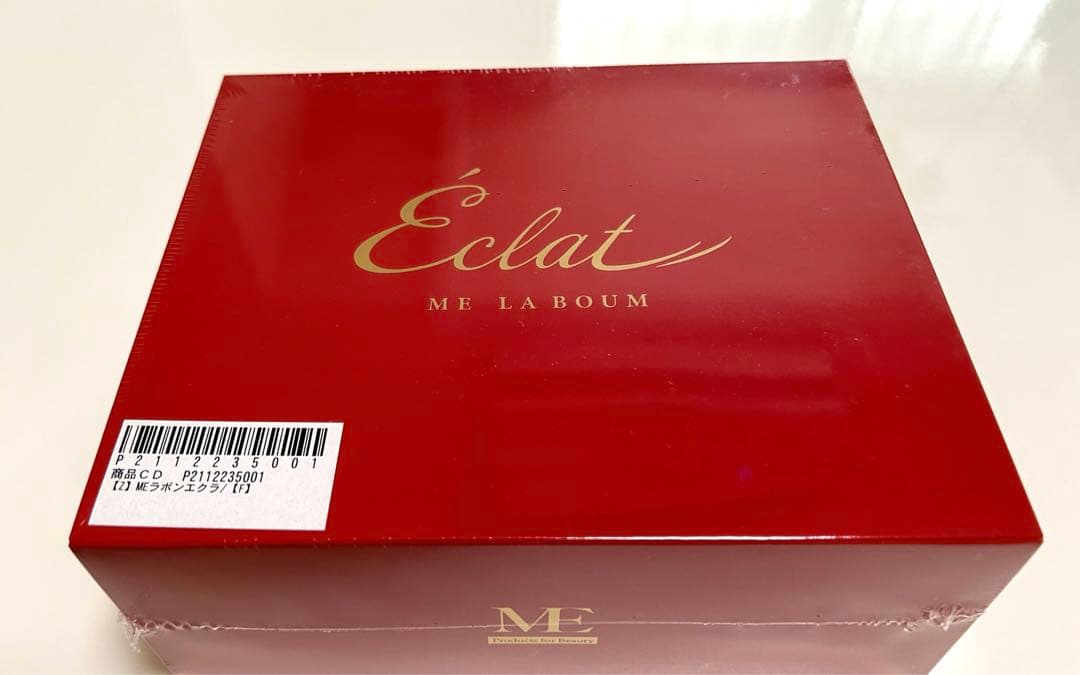 Éclat
ME LA BOUM
P2112235001
商品CD P2112235001
【Z】MEラボンエクラ/【F】
ME
Products for Beauty